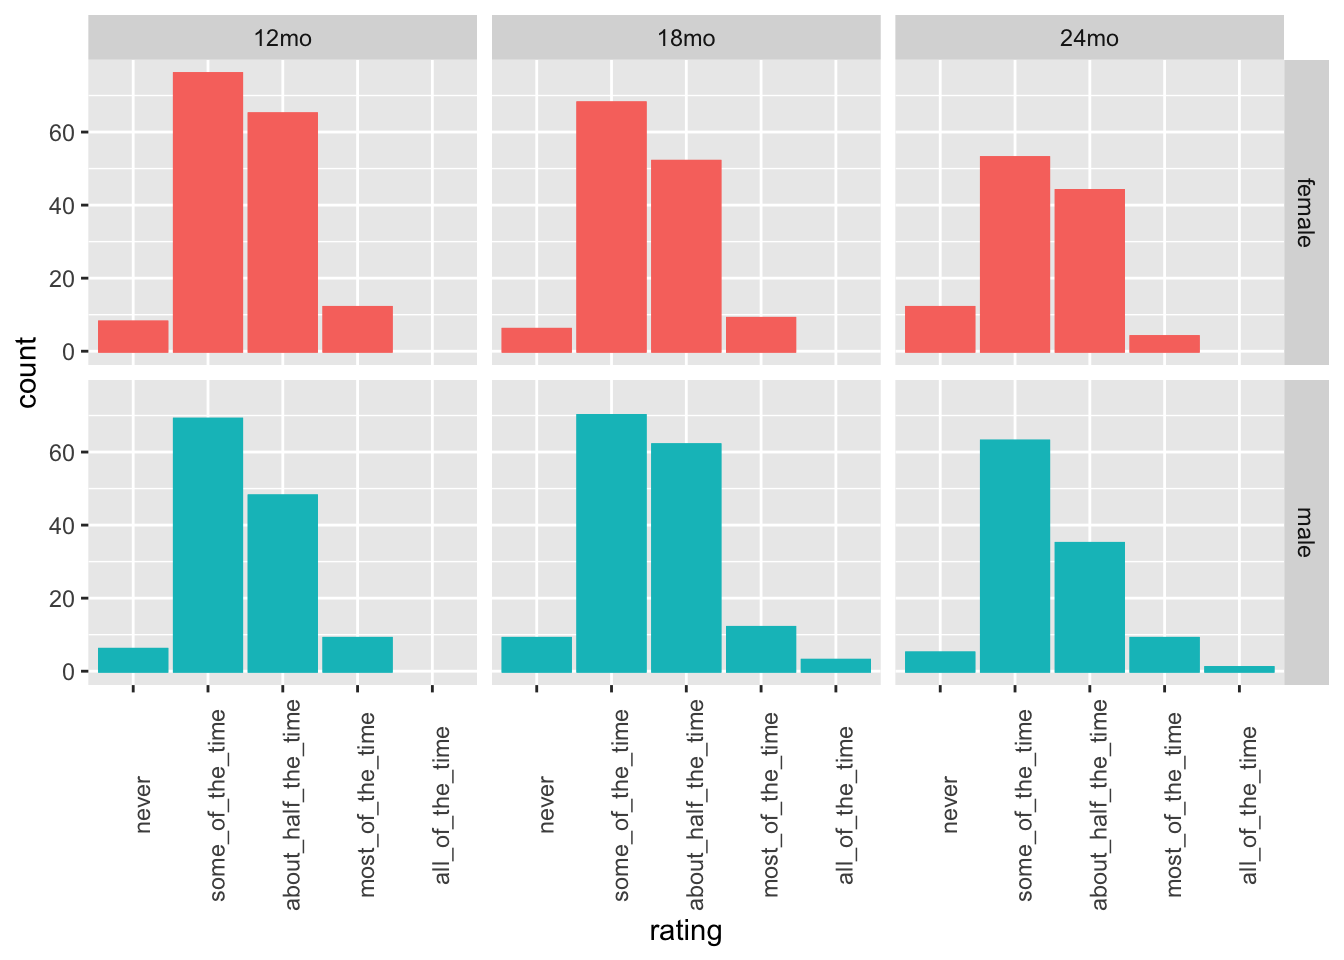 12mo 18mo 24mo
60
40
20
0
female
count
60
40
20
0
male
never some_of_the_time about_half_the_time most_of_the_time all_of_the_time never some_of_the_time about_half_the_time most_of_the_time all_of_the_time never some_of_the_time about_half_the_time most_of_the_time all_of_the_time
rating